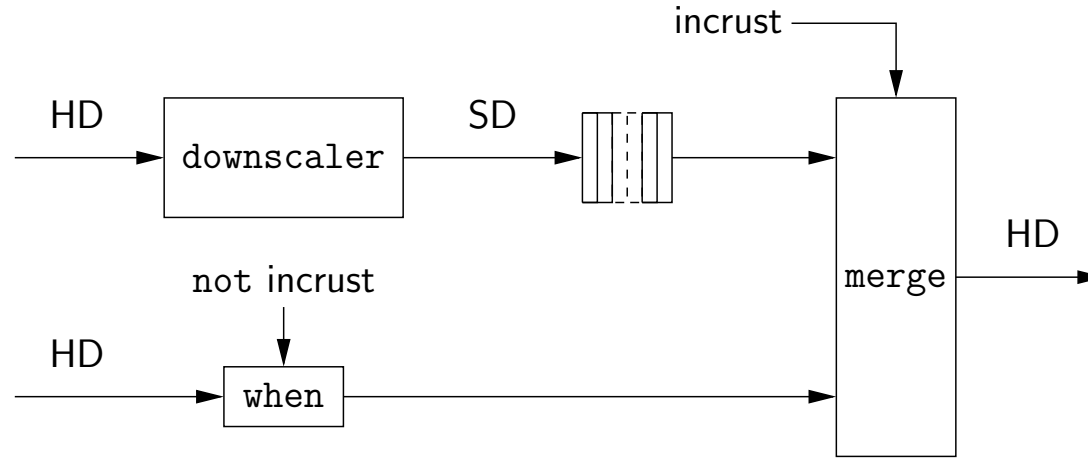 incrust
HD
SD
downscaler
HD
merge
not incrust
HD
when